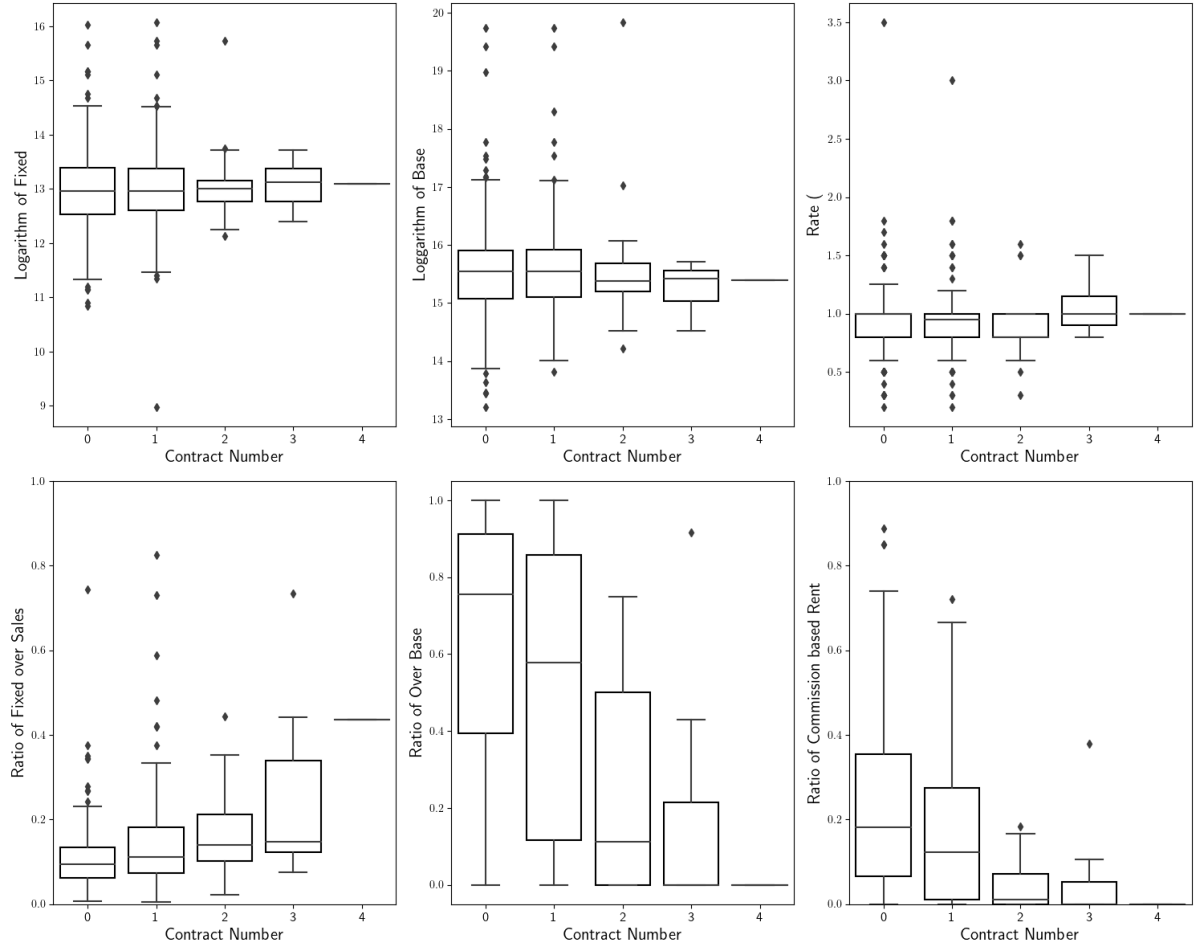 Logarithm of Fixed
16
15
14
13
12
11
10
9
0 1 2 3 4
Contract Number
Loggarithm of Base
20
19
18
17
16
15
14
13
0 1 2 3 4
Contract Number
Rate (
3.5
3.0
2.5
2.0
1.5
1.0
0.5
0 1 2 3 4
Contract Number
Ratio of Fixed over Sales
1.0
0.8
0.6
0.4
0.2
0.0
0 1 2 3 4
Contract Number
Ratio of Over Base
1.0
0.8
0.6
0.4
0.2
0.0
0 1 2 3 4
Contract Number
Ratio of Commission based Rent
1.0
0.8
0.6
0.4
0.2
0.0
0 1 2 3 4
Contract Number